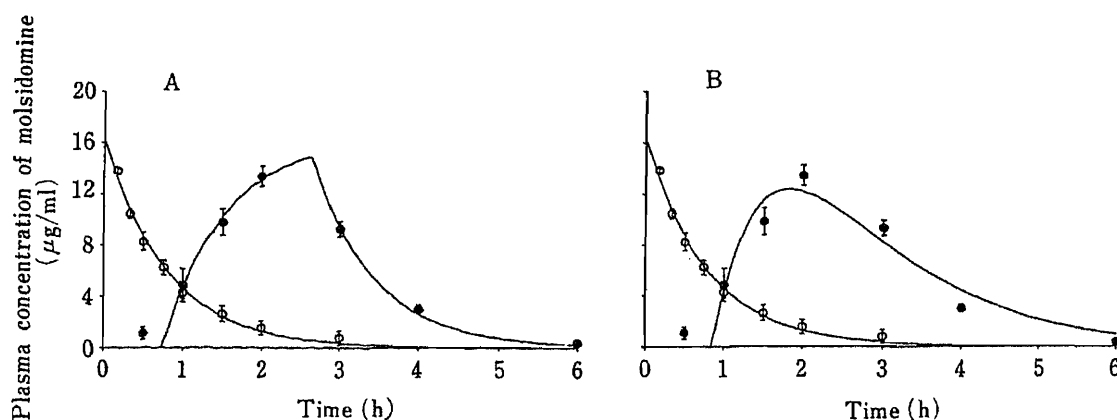 Plasma concentration of molsidomine
(μg/ml)
A
20
16
12
8
4
0
0 1 2 3 4 5 6
Time (h)
B
0 1 2 3 4 5 6
Time (h)